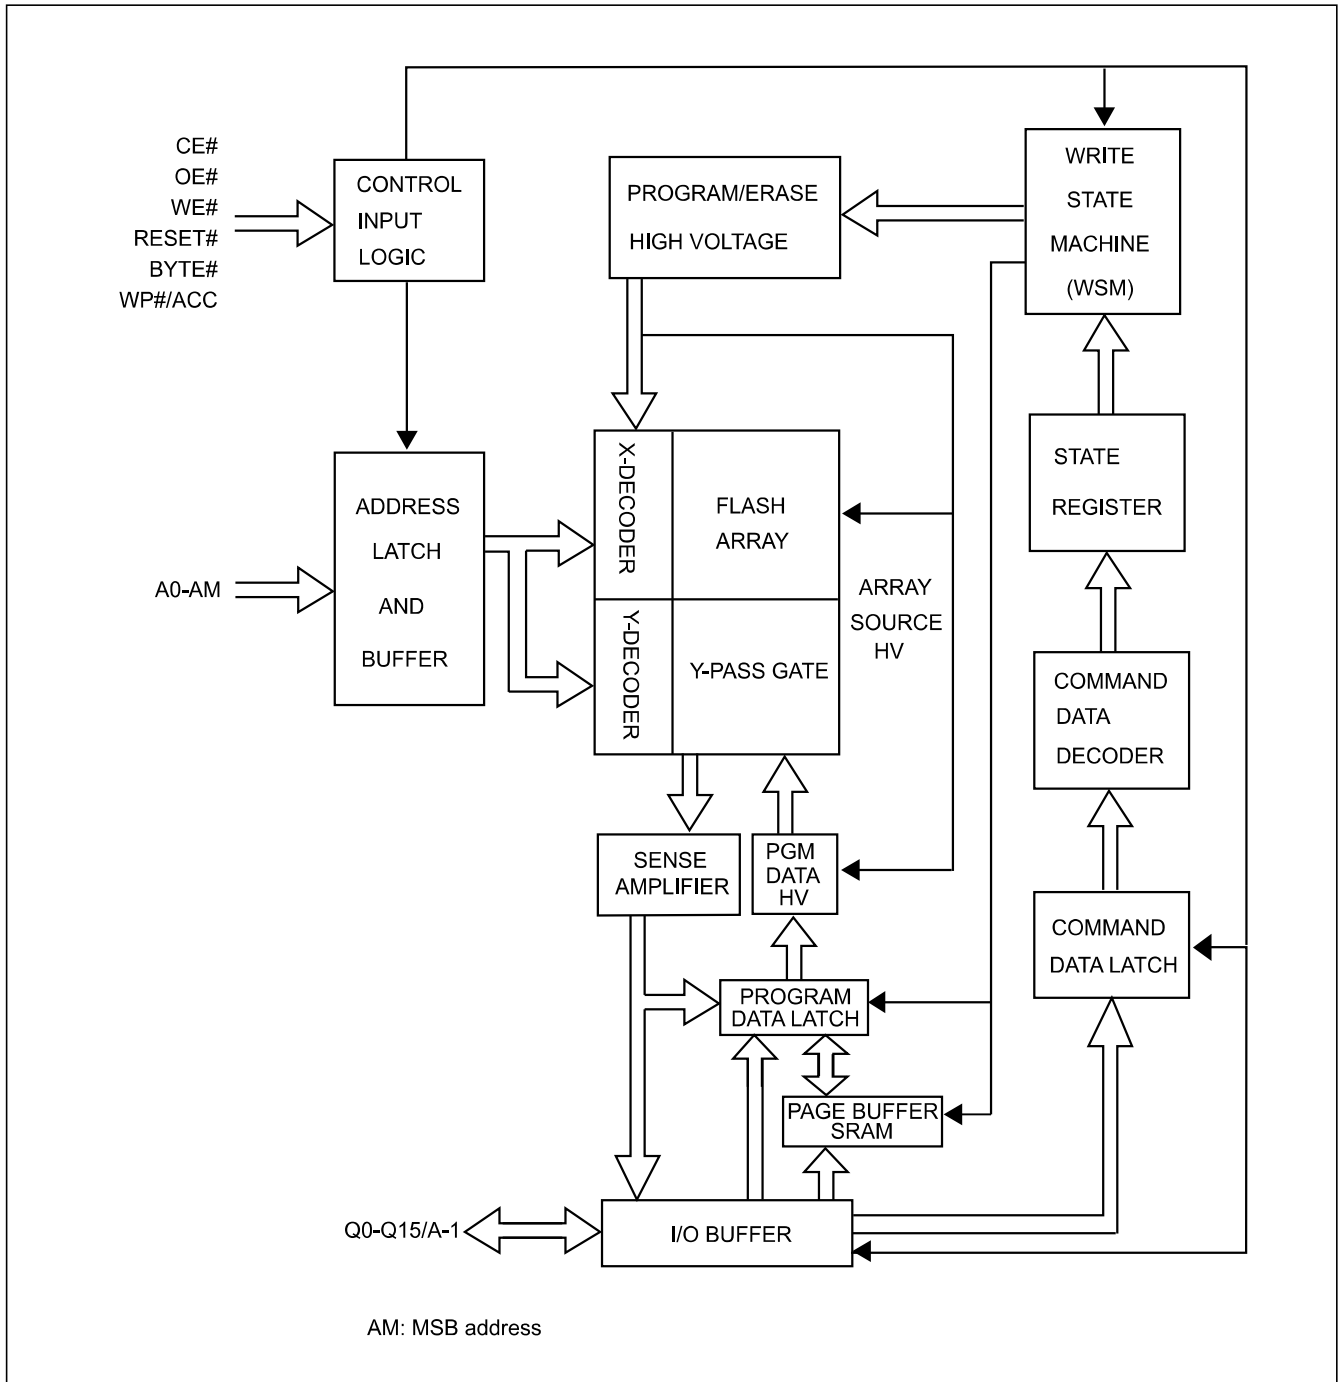 CE#
OE#
WE#
RESET#
BYTE#
WP#/ACC
CONTROL
INPUT
LOGIC
PROGRAM/ERASE
HIGH VOLTAGE
WRITE
STATE
MACHINE
(WSM)
STATE
REGISTER
A0-AM
ADDRESS
LATCH
AND
BUFFER
X-DECODER
FLASH
ARRAY
Y-DECODER
Y-PASS GATE
ARRAY
SOURCE
HV
COMMAND
DATA
DECODER
SENSE
AMPLIFIER
PGM
DATA
HV
COMMAND
DATA LATCH
PROGRAM
DATA LATCH
PAGE BUFFER
SRAM
Q0-Q15/A-1
I/O BUFFER
AM: MSB address